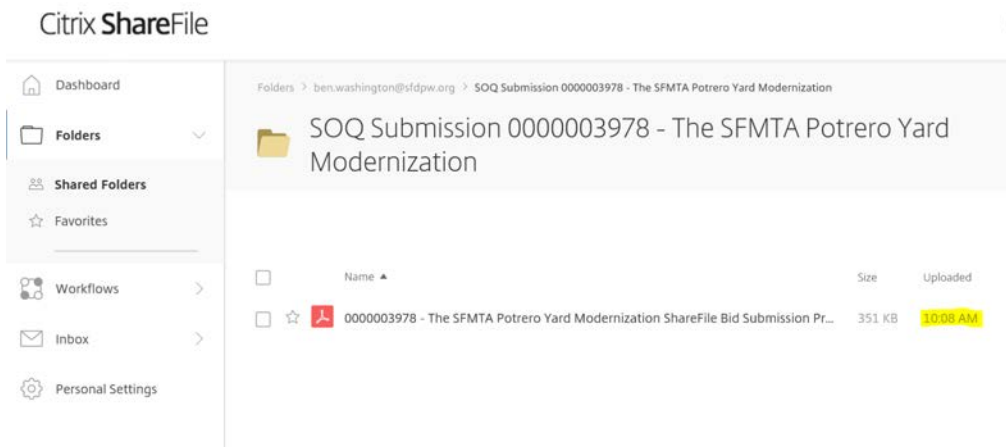 Citrix ShareFile
Dashboard
Folders
Shared Folders
Favorites
Workflows
Inbox
Personal Settings
Folders > ben.washington@sfdpw.org > SOQ Submission 0000003978 - The SFMTA Potrero Yard Modernization
SOQ Submission 0000003978 - The SFMTA Potrero Yard
Modernization
Name Size Uploaded
0000003978 - The SFMTA Potrero Yard Modernization ShareFile Bid Submission Pr... 351 KB 10:08 AM